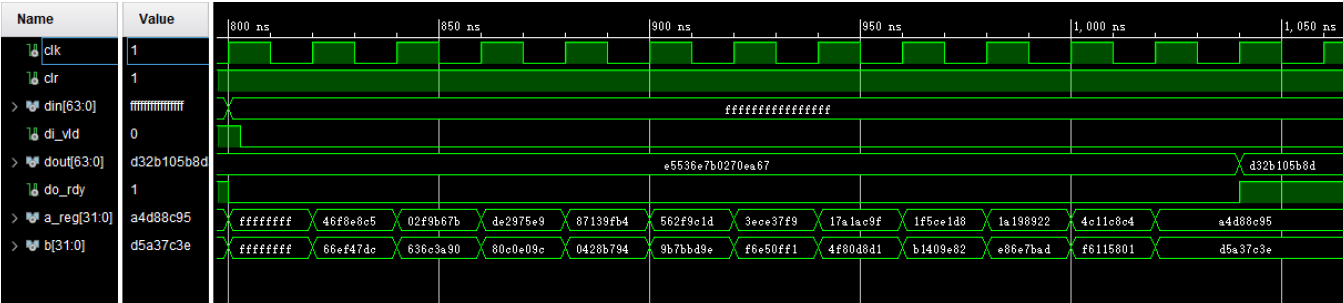 Name Value
800 ns 850 ns 900 ns 950 ns 1,000 ns 1,050 ns
clk 1
clr 1
din[63:0] ffffffffffffffff ffffffffffffffff
di_vld 0
dout[63:0] d32b105b8d e5536e7b0270ea67 d32b105b8d
do_rdy 1
a_reg[31:0] a4d88c95 ffffffff 46f8e8c5 02f9b67b de2975e9 87139fb4 562f9c1d 3ece37f9 17a1ac9f 1f5ce1d8 1a198922 4c11c8c4 a4d88c95
b[31:0] d5a37c3e ffffffff 66ef47dc 636c3a90 80c0e09c 0428b794 9b7bbd9e f6e50ff1 4f80d8d1 b1409e82 e86e7bad f6115801 d5a37c3e